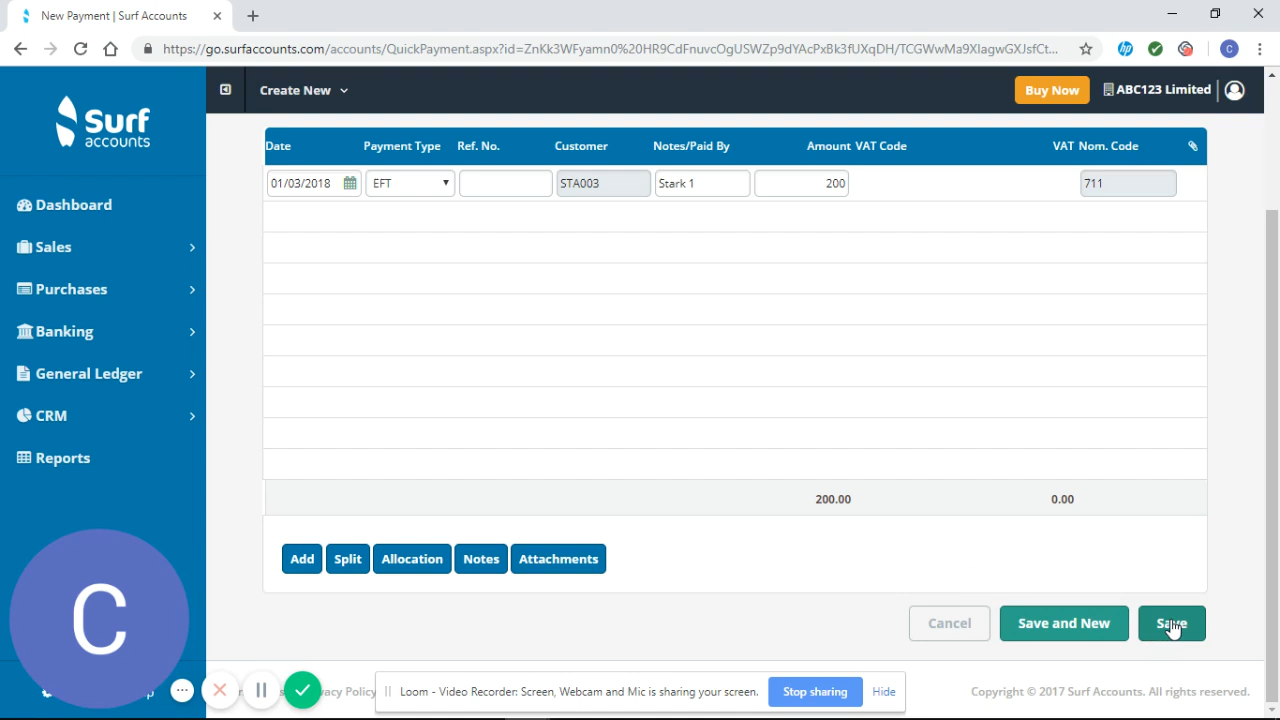 New Payment | Surf Accounts
https://go.surfaccounts.com/accounts/QuickPayment.aspx?id=ZnKk3WFyamn0%20HR9CdFnuvcOgUSWZp9dYAcPxBk3fUXqDH/TCGWwMa9XlagwGXJsfCt...
C
Surf
accounts
Create New
Buy Now
ABC123 Limited
Dashboard
Sales
Purchases
Banking
General Ledger
CRM
Reports
Date Payment Type Ref. No. Customer Notes/Paid By Amount VAT Code VAT Nom. Code
01/03/2018 EFT STA003 Stark 1 200 711
200.00 0.00
Add Split Allocation Notes Attachments
Cancel Save and New Save
C
Policy
Loom - Video Recorder: Screen, Webcam and Mic is sharing your screen. Stop sharing Hide
Copyright © 2017 Surf Accounts. All rights reserved.